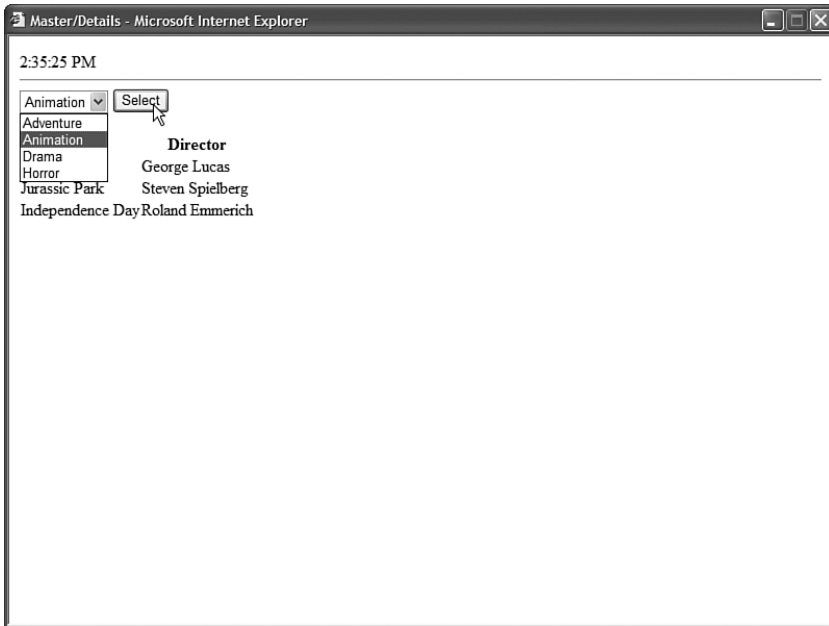 Master/Details - Microsoft Internet Explorer
2:35:25 PM
Animation Select
Adventure
Animation
Drama
Horror
Director
George Lucas
Jurassic Park Steven Spielberg
Independence Day Roland Emmerich